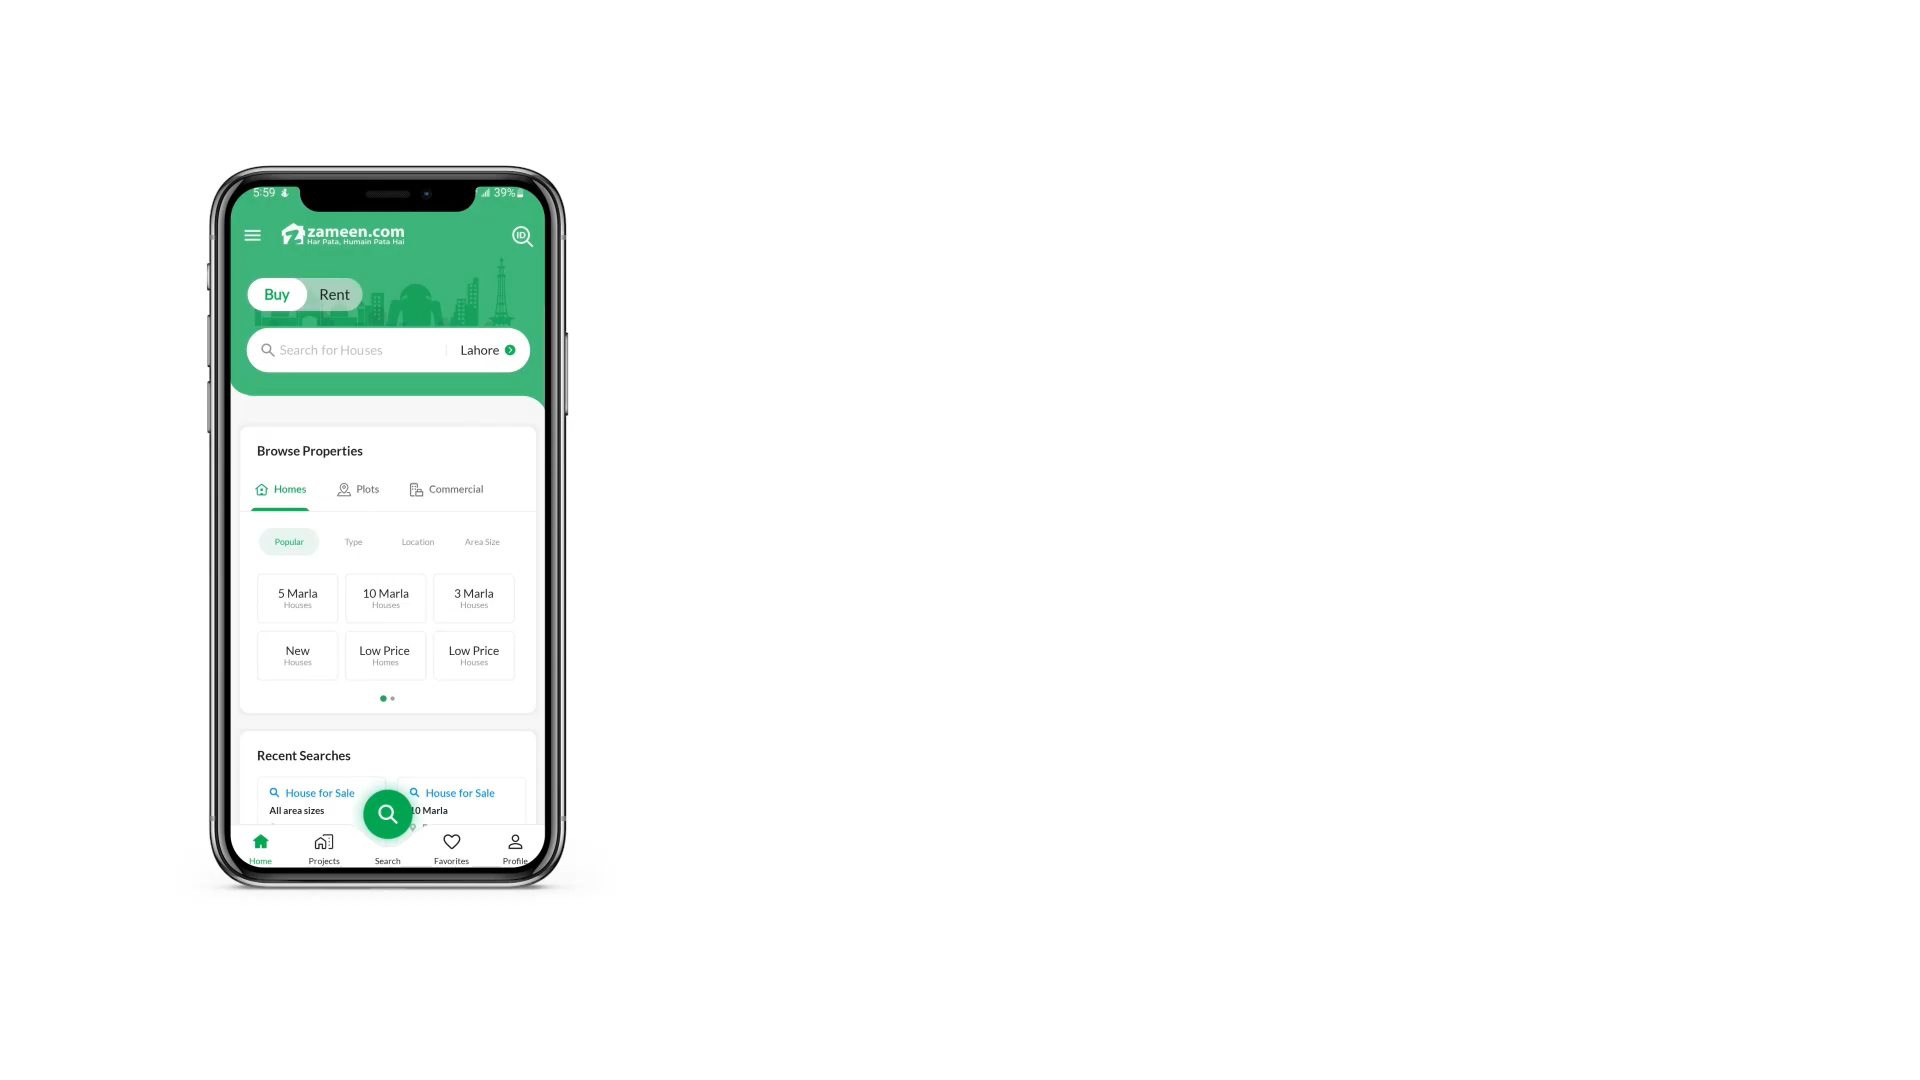 5:59
39%
zameen.com
Har Pata, Humain Pata Hai
ID
Buy Rent
Search for Houses Lahore
Browse Properties
Homes Plots Commercial
Popular Type Location Area Size
5 Marla 10 Marla 3 Marla
Houses Houses Houses
New Low Price Low Price
Houses Homes Houses
Recent Searches
House for Sale House for Sale
All area sizes 10 Marla
Home Projects Search Favorites Profile